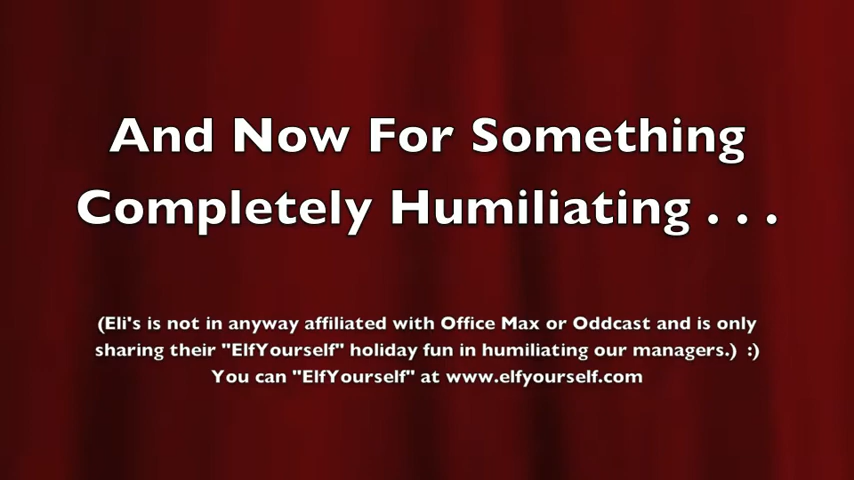 And Now For Something
Completely Humiliating . . .
(Eli's is not in anyway affiliated with Office Max or Oddcast and is only
sharing their "ElfYourself" holiday fun in humiliating our managers.) :)
You can "ElfYourself" at www.elfyourself.com